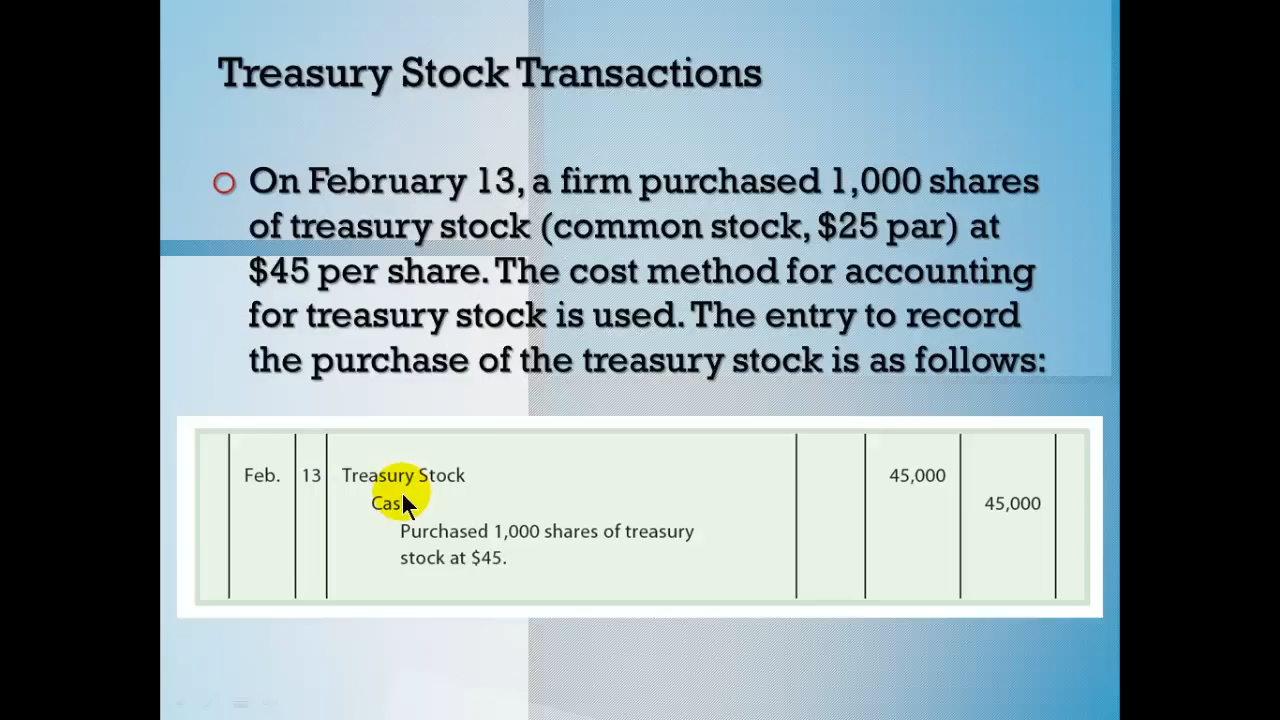 Treasury Stock Transactions
On February 13, a firm purchased 1,000 shares
of treasury stock (common stock, $25 par) at
$45 per share. The cost method for accounting
for treasury stock is used. The entry to record
the purchase of the treasury stock is as follows:
Feb. 13 Treasury Stock 45,000
Cas 45,000
Purchased 1,000 shares of treasury
stock at $45.